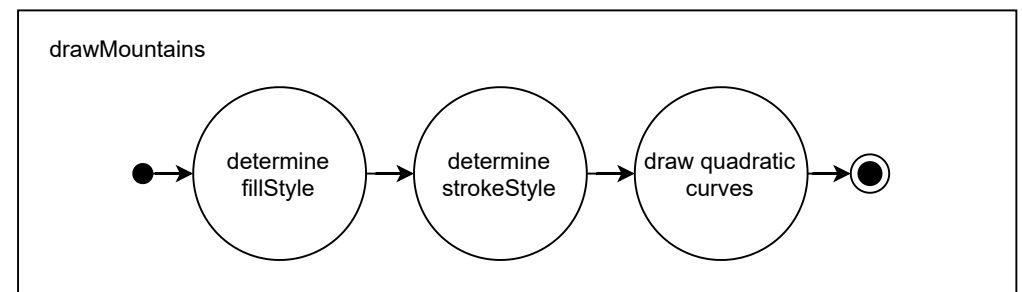 drawMountains
determine
fillStyle
determine
strokeStyle
draw quadratic
curves